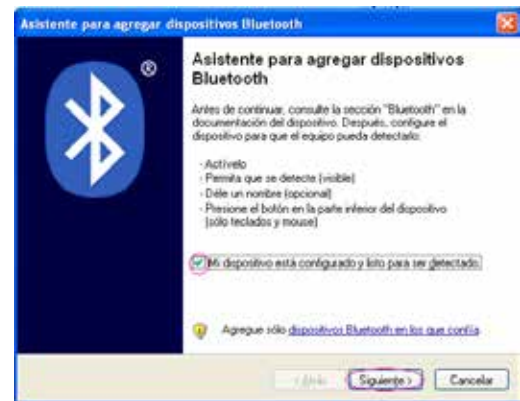 Asistente para agregar dispositivos Bluetooth
®
Asistente para agregar dispositivos
Bluetooth
Antes de continuar, consulte la sección "Bluetooth" en la
documentación del dispositivo. Después, configure el
dispositivo para que el equipo pueda detectarlo:
- Actívelo
- Permita que se detecte (visible)
- Déle un nombre (opcional)
- Presione el botón en la parte inferior del dispositivo
(sólo teclados y mouse)
Mi dispositivo está configurado y listo para ser detectado.
Agregue sólo dispositivos Bluetooth en los que confía
< Atrás
Siguiente >
Cancelar